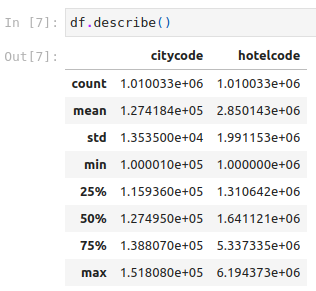 In [7]: df.describe()
Out[7]:
citycode hotelcode
count 1.010033e+06 1.010033e+06
mean 1.274184e+05 2.850143e+06
std 1.353500e+04 1.991153e+06
min 1.000010e+05 1.000000e+06
25% 1.159360e+05 1.310642e+06
50% 1.274950e+05 1.641121e+06
75% 1.388070e+05 5.337335e+06
max 1.518080e+05 6.194373e+06